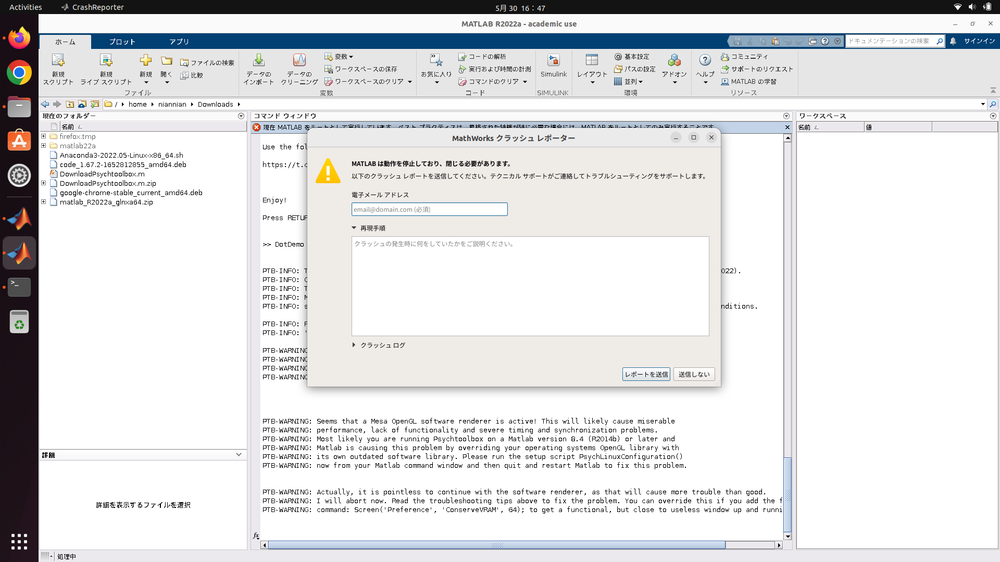 Activities
CrashReporter
5月 30 16：47
MATLAB R2022a - academic use
ホーム
プロット
アプリ
ドキュメンテーションの検索
サインイン
新規
スクリプト
新規
ライブ スクリプト
新規
開く
ファイルの検索
比較
ファイル
データの
インポート
データの
クリーニング
変数
ワークスペースの保存
ワークスペースのクリア
変数
お気に入り
コードの解析
実行および時間の計測
コマンドのクリア
コード
Simulink
SIMULINK
レイアウト
基本設定
パスの設定
並列
アドオン
環境
ヘルプ
コミュニティ
サポートのリクエスト
MATLAB の学習
リソース
/ home niannian Downloads
現在のフォルダー
名前
firefox.tmp
matlab22a
Anaconda3-2022.05-Linux-x86_64.sh
code_1.67.2-1652812855_amd64.deb
DownloadPsychtoolbox.m
DownloadPsychtoolbox.m.zip
google-chrome-stable_current_amd64.deb
matlab_R2022a_glnxa64.zip
詳細
詳細を表示するファイルを選択
処理中
コマンド ウィンドウ
現在 MATLAB をルートとして実行しています。ベスト プラクティスは、昇格された特権が特に必要な場合には、MATLAB をルートとしてのみ実行することです。
Use the fol
https://t.c
Enjoy!
Press RETUR
>> DotDemo
PTB-INFO: T
022).
PTB-INFO: C
PTB-INFO: T
PTB-INFO: M
PTB-INFO: s
nditions.
PTB-INFO: F
PTB-INFO: '
PTB-WARNING
PTB-WARNING
PTB-WARNING
PTB-WARNING
PTB-WARNING: Seems that a Mesa OpenGL software renderer is active! This will likely cause miserable
PTB-WARNING: performance, lack of functionality and severe timing and synchronization problems.
PTB-WARNING: Most likely you are running Psychtoolbox on a Matlab version 8.4 (R2014b) or later and
PTB-WARNING: Matlab is causing this problem by overriding your operating systems OpenGL library with
PTB-WARNING: its own outdated software library. Please run the setup script PsychLinuxConfiguration()
PTB-WARNING: now from your Matlab command window and then quit and restart Matlab to fix this problem.
PTB-WARNING: Actually, it is pointless to continue with the software renderer, as that will cause more trouble than good.
PTB-WARNING: I will abort now. Read the troubleshooting tips above to fix the problem. You can override this if you add the f
PTB-WARNING: command: Screen('Preference', 'ConserveVRAM', 64); to get a functional, but close to useless window up and runni
fx
MathWorks クラッシュ レポーター
MATLAB は動作を停止しており、閉じる必要があります。
以下のクラッシュ レポートを送信してください。テクニカル サポートがご連絡してトラブルシューティングをサポートします。
電子メール アドレス
email@domain.com (必須)
再現手順
クラッシュの発生時に何をしていたかをご説明ください。
クラッシュ ログ
レポートを送信
送信しない
ワークスペース
名前
値